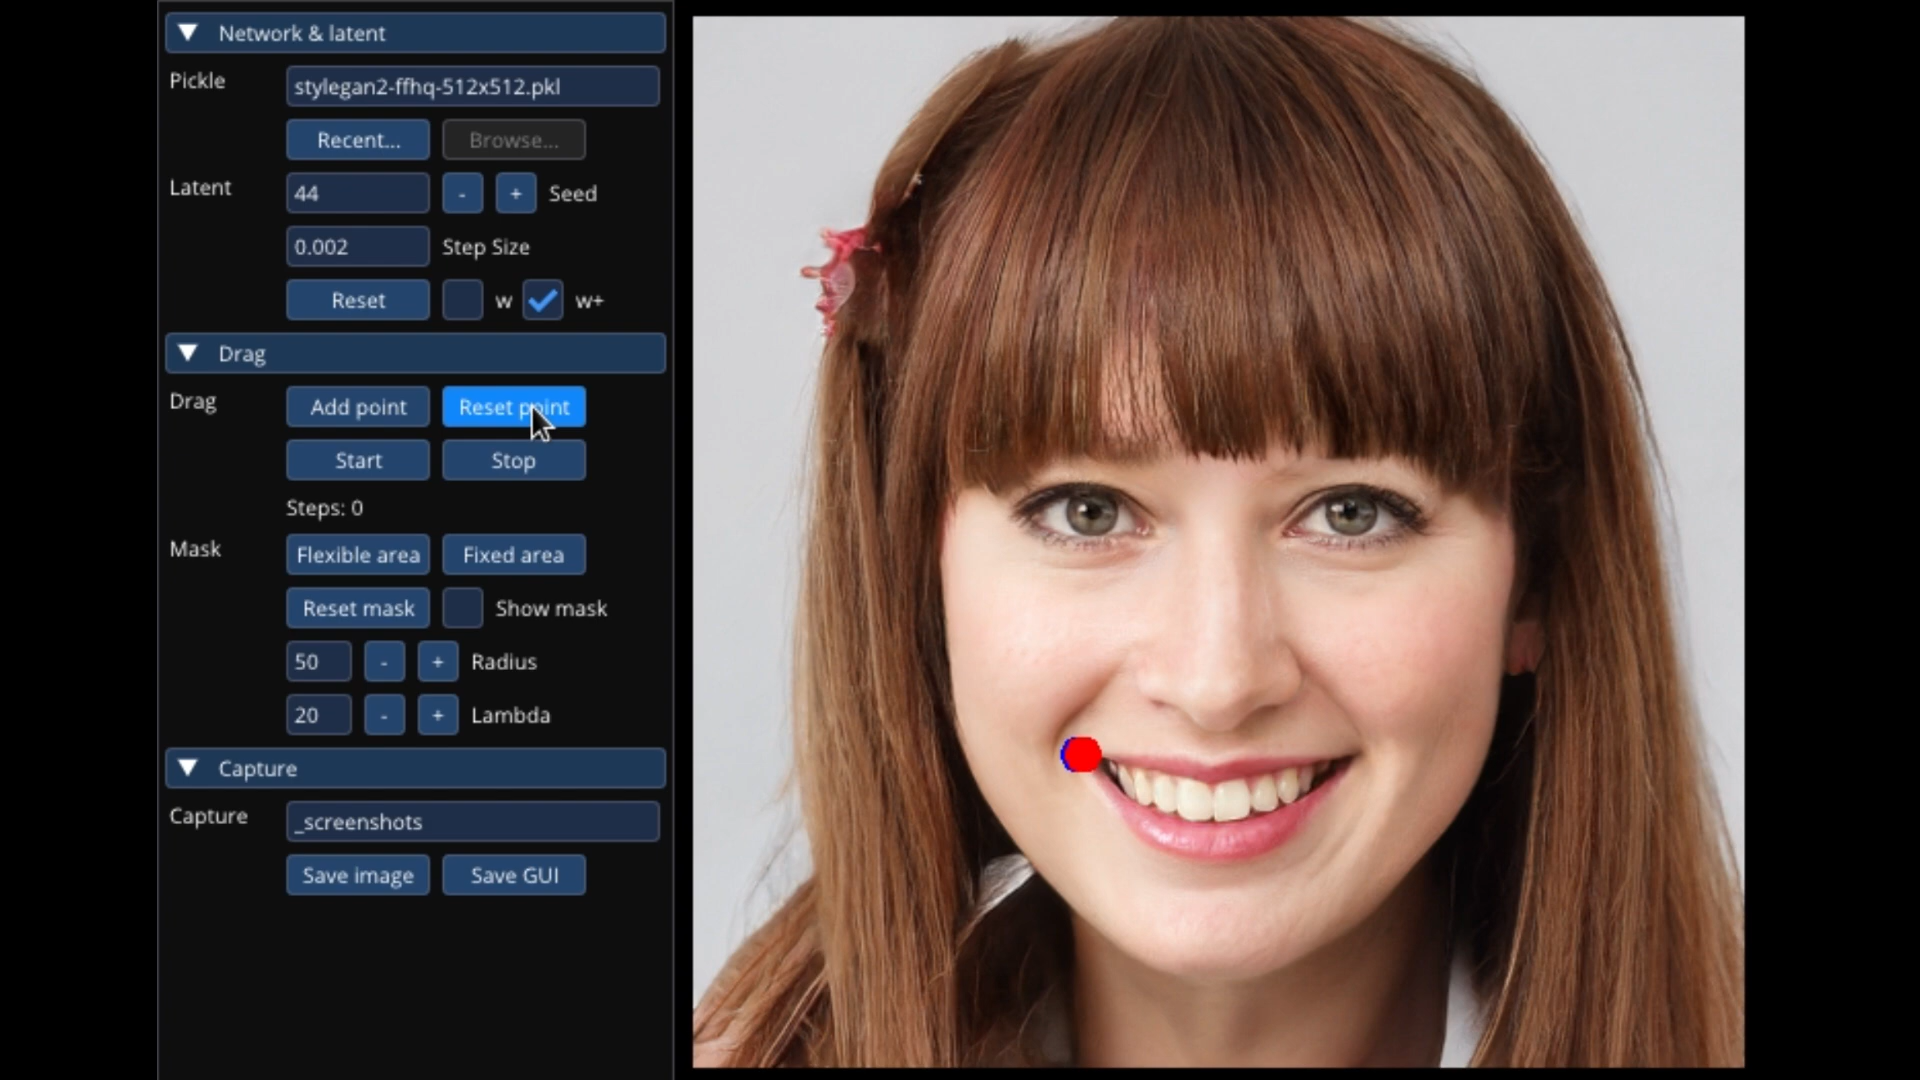 Network & latent
Pickle
stylegan2-ffhq-512x512.pkl
Recent... Browse...
Latent
44 - + Seed
0.002 Step Size
Reset w w+
Drag
Drag
Add point Reset point
Start Stop
Steps: 0
Mask
Flexible area Fixed area
Reset mask Show mask
50 - + Radius
20 - + Lambda
Capture
Capture
_screenshots
Save image Save GUI